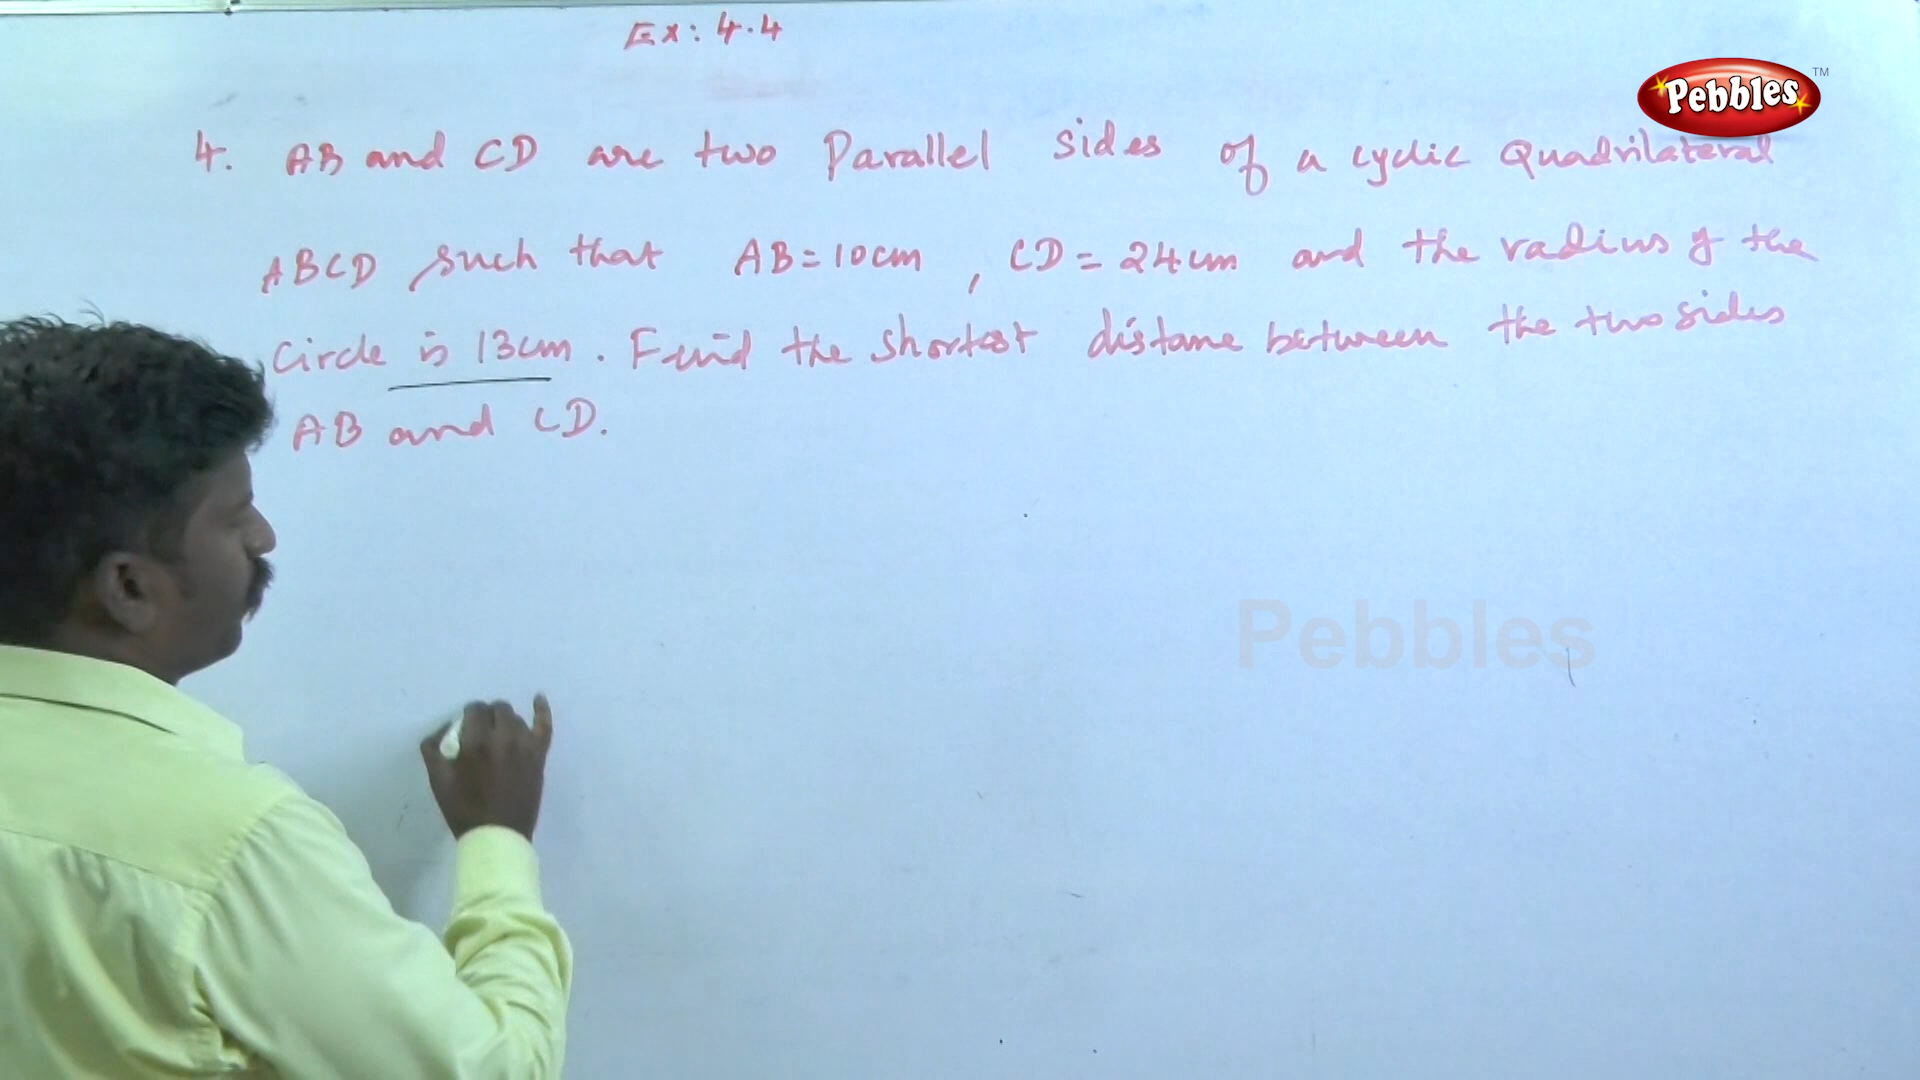 Ex: 4.4
Pebbles TM
4. AB and CD are two Parallel sides of a cyclic Quadrilateral
ABCD such that AB=10cm, CD=24cm and the radius of the
Circle is 13cm. Find the shortest distance between the two sides
AB and CD.
Pebbles